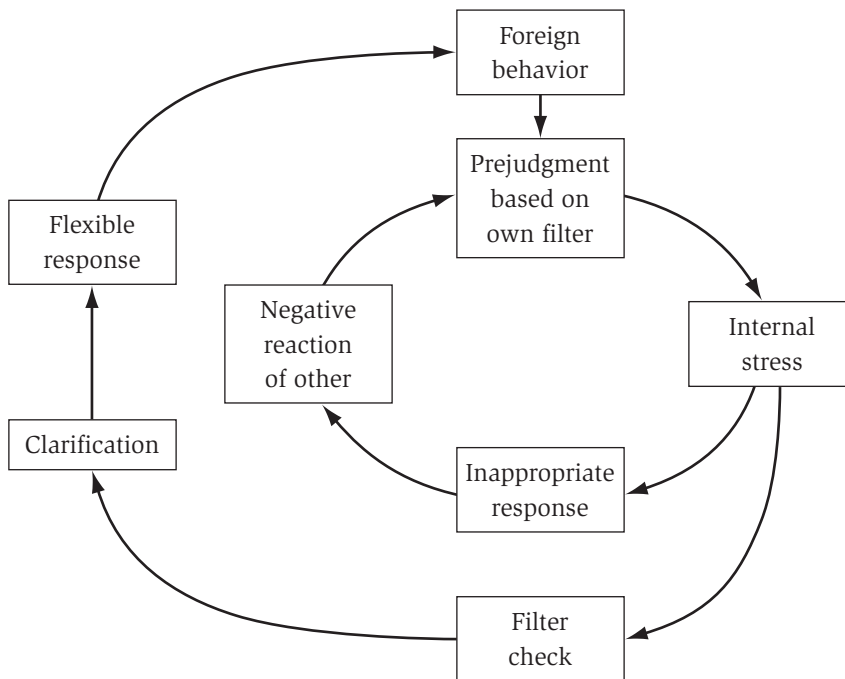 Foreign
behavior
Prejudgment
based on
own filter
Flexible
response
Negative
reaction
of other
Internal
stress
Clarification
Inappropriate
response
Filter
check